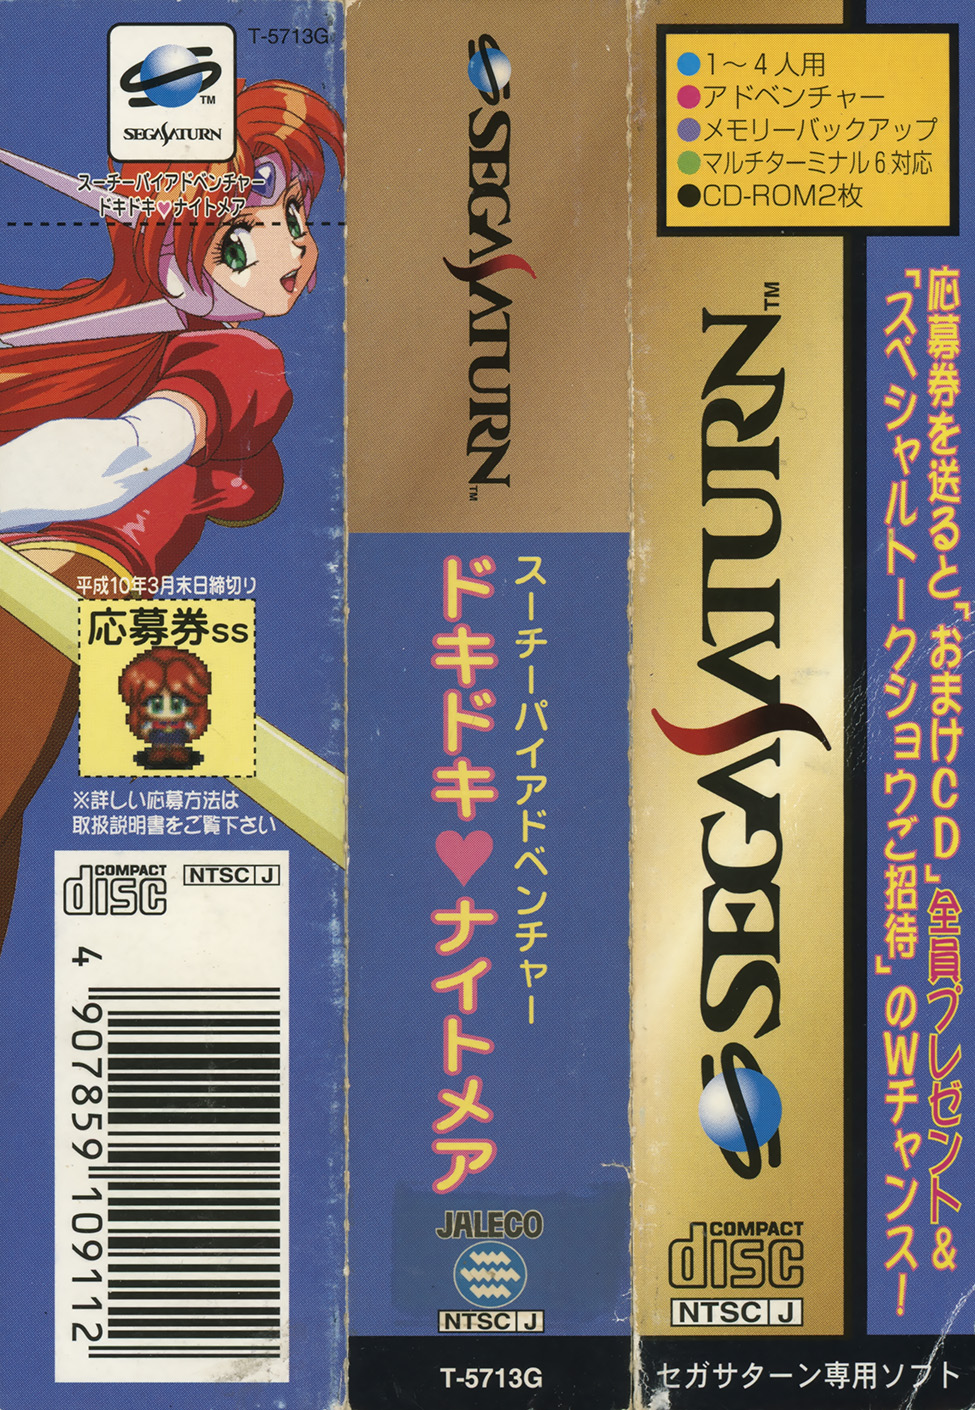 T-5713G
SEGA SATURN
TM
スーチーパイアドベンチャー
ドキドキ♥ナイトメア
平成10年3月末日締切り
応募券ss
※詳しい応募方法は
取扱説明書をご覧下さい
COMPACT
disc
NTSC J
4 907859 109112
SEGA SATURN
TM
スーチーパイアドベンチャー
ドキドキ♥ナイトメア
JALECO
NTSC J
T-5713G
●1～4人用
●アドベンチャー
●メモリーバックアップ
●マルチターミナル6対応
●CD-ROM2枚
SEGA SATURN
TM
COMPACT
disc
NTSC J
応募券を送ると「おまけCD」全員プレゼント&
「スペシャルトークショウご招待」のWチャンス!
セガサターン専用ソフト